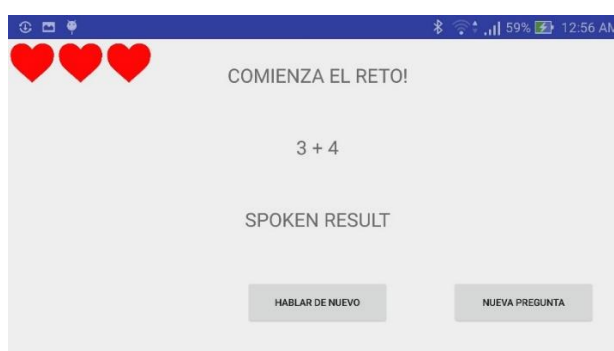 59% 12:56 AM
COMIENZA EL RETO!
3 + 4
SPOKEN RESULT
HABLAR DE NUEVO NUEVA PREGUNTA